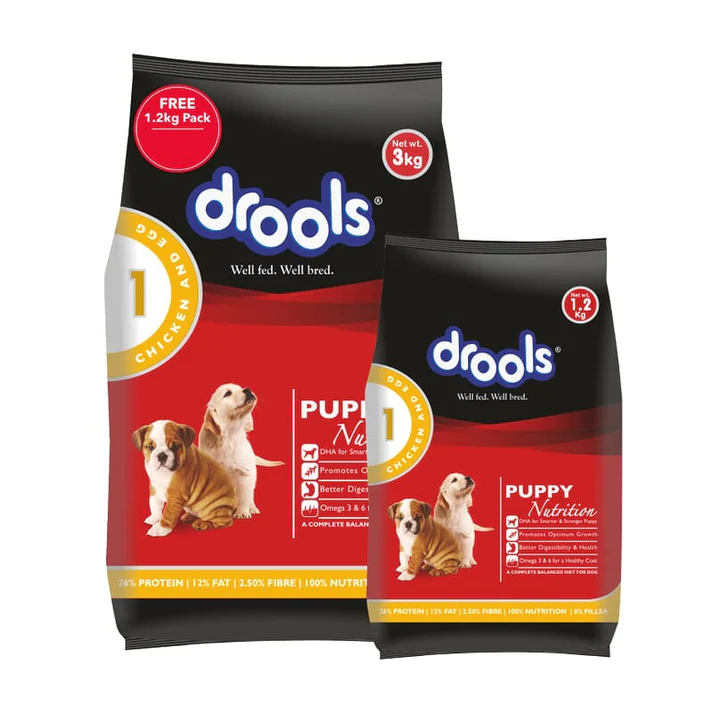 FREE
1.2kg Pack
Net wt.
3kg
drools®
Well fed. Well bred.
1
CHICKEN AND EGG
PUPP
Nu
DHA for Smar
Promotes O
Better Diges
Omega 3 & 6 f
A COMPLETE BALAN
26% PROTEIN | 12% FAT | 2.50% FIBRE | 100% NUTRIT
Net wt.
1.2
Kg
drools®
Well fed. Well bred.
1
CHICKEN AND EGG
PUPPY
Nutrition
DHA for Smarter & Stronger Puppy
Promotes Optimum Growth
Better Digestibility & Health
Omega 3 & 6 for a Healthy Coat
A COMPLETE BALANCED DIET FOR DOG
26% PROTEIN | 12% FAT | 2.50% FIBRE | 100% NUTRITION | 0% FILLER